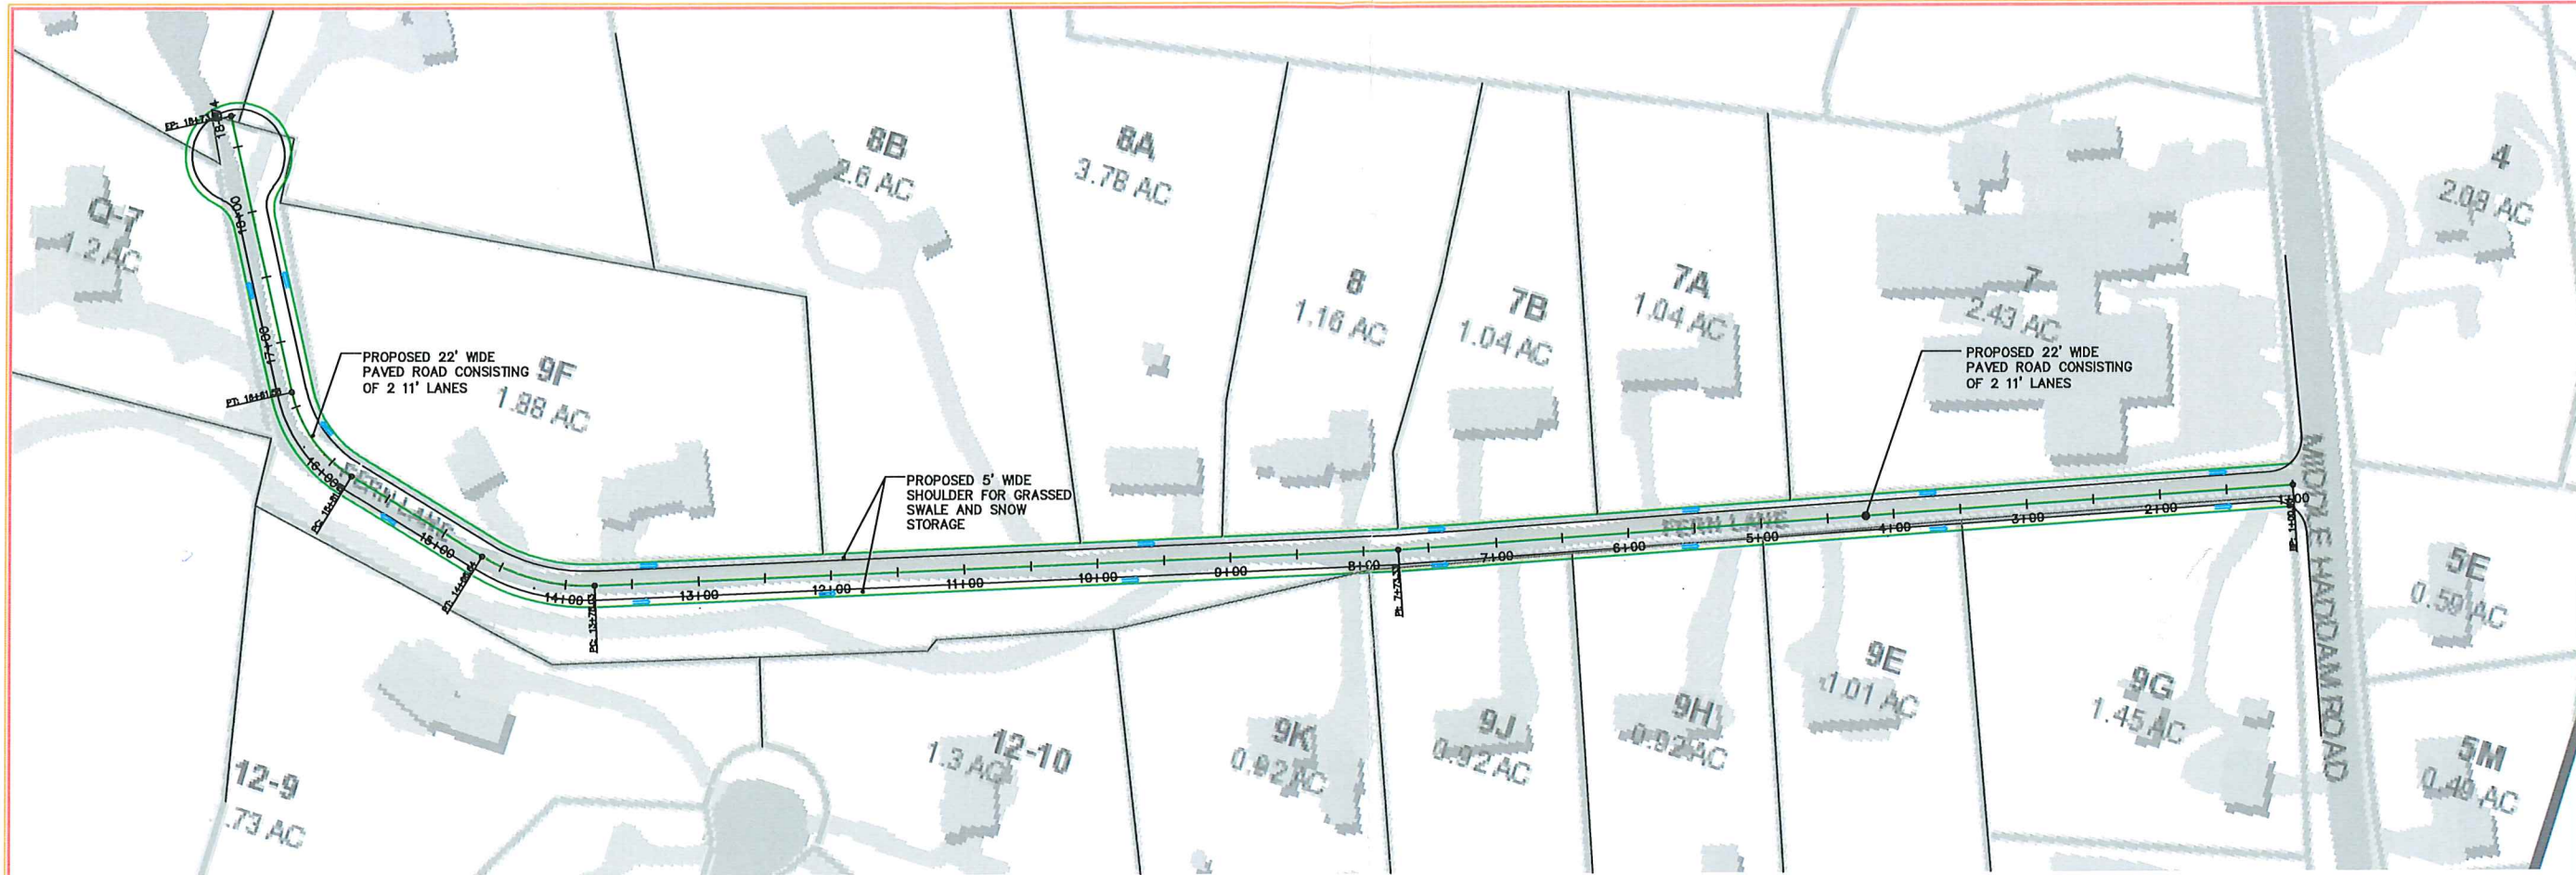 8B
2.6 AC
8A
3.78 AC
8
1.16 AC
7B
1.04 AC
7A
1.04 AC
7
2.43 AC
4
2.09 AC
Q-7
1.2 AC
18+00
17+00
PROPOSED 22' WIDE
PAVED ROAD CONSISTING
OF 2 11' LANES
9F
1.88 AC
PROPOSED 22' WIDE
PAVED ROAD CONSISTING
OF 2 11' LANES
PROPOSED 5' WIDE
SHOULDER FOR GRASSED
SWALE AND SNOW
STORAGE
16+00
FERN LANE
15+00
14+00
13+00
12+00
11+00
10+00
9+00
8+00
7+00
6+00
FERN LANE
5+00
4+00
3+00
2+00
1+00
MIDDLE HADDAM ROAD
5E
0.59 AC
5M
0.49 AC
9G
1.45 AC
9E
1.01 AC
9H
0.92 AC
9J
0.92 AC
9K
0.92 AC
12-10
1.3 AC
12-9
.73 AC